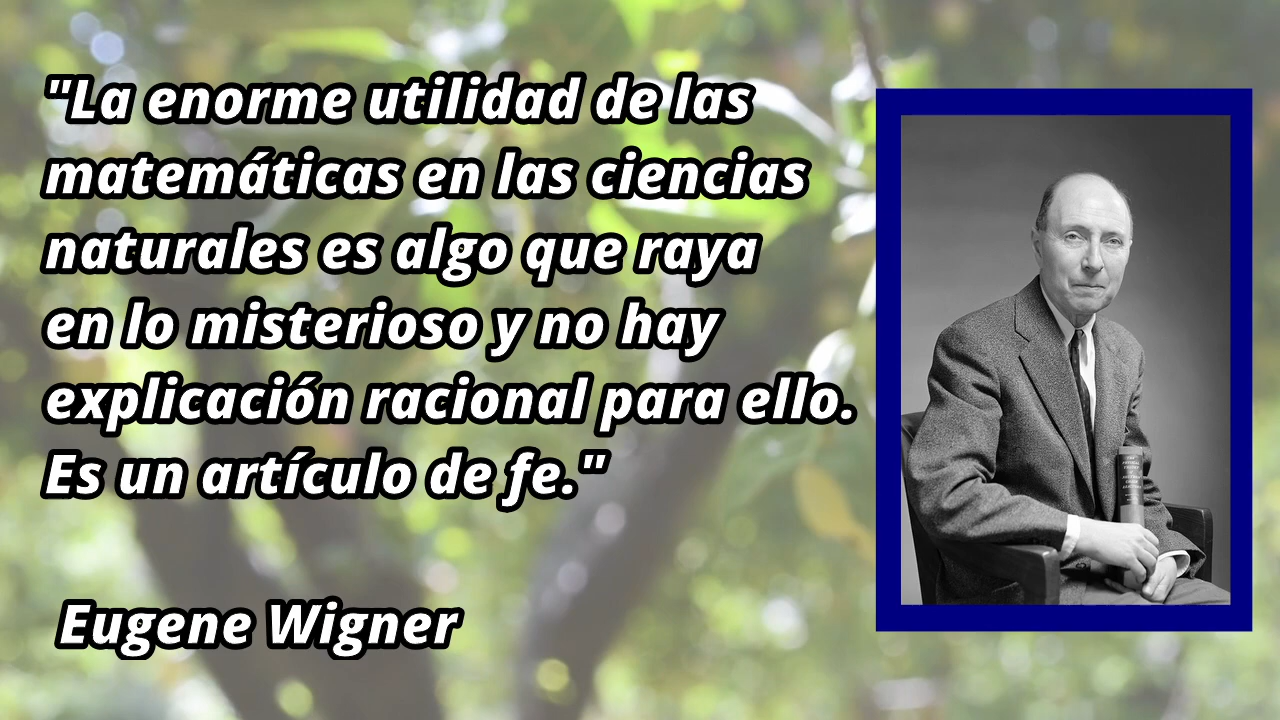 "La enorme utilidad de las
matemáticas en las ciencias
naturales es algo que raya
en lo misterioso y no hay
explicación racional para ello.
Es un artículo de fe."
Eugene Wigner